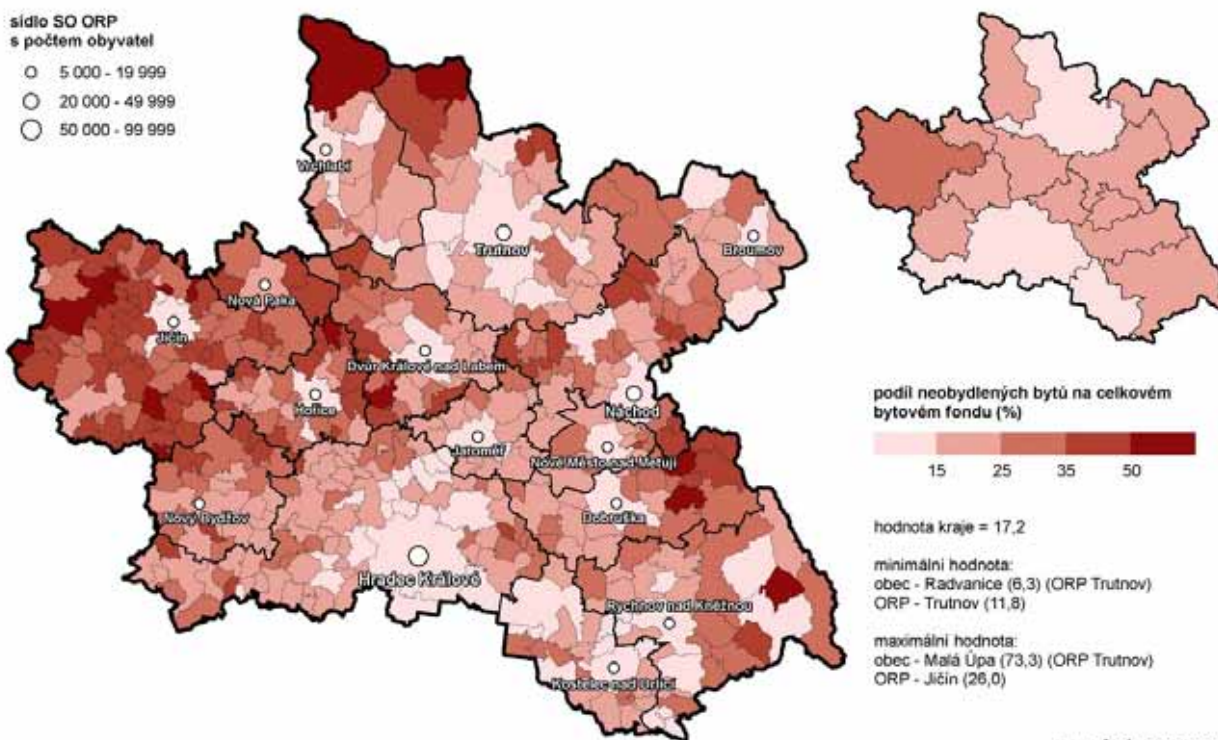 sídlo SO ORP
s počtem obyvatel
5 000 - 19 999
20 000 - 49 999
50 000 - 99 999
Vrchlabí
Trutnov
Broumov
Nová Paka
Jičín
Dvůr Králové nad Labem
Hořice
Náchod
Jaroměř
Nové Město nad Metují
Nový Bydžov
Dobruška
Hradec Králové
Rychnov nad Kněžnou
Kostelec nad Orlicí
podíl neobydlených bytů na celkovém
bytovém fondu (%)
15 25 35 50
hodnota kraje = 17,2
minimální hodnota:
obec - Radvanice (6,3) (ORP Trutnov)
ORP - Trutnov (11,8)
maximální hodnota:
obec - Malá Úpa (73,3) (ORP Trutnov)
ORP - Jičín (26,0)